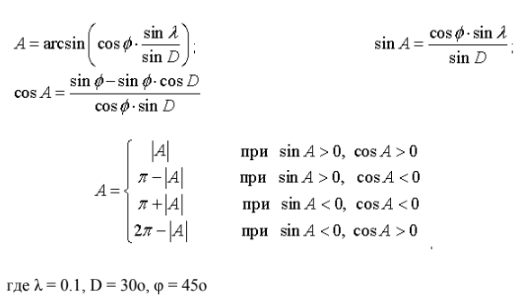 A = arcsin(cos ϕ · sin λ / sin D); sin A = cos ϕ · sin λ / sin D;
cos A = sin ϕ – sin ϕ · cos D / cos ϕ · sin D
|A| при sin A > 0, cos A > 0
A = { π – |A| при sin A > 0, cos A < 0
π + |A| при sin A < 0, cos A < 0
2π – |A| при sin A < 0, cos A > 0
.
где λ = 0.1, D = 30о, φ = 45о